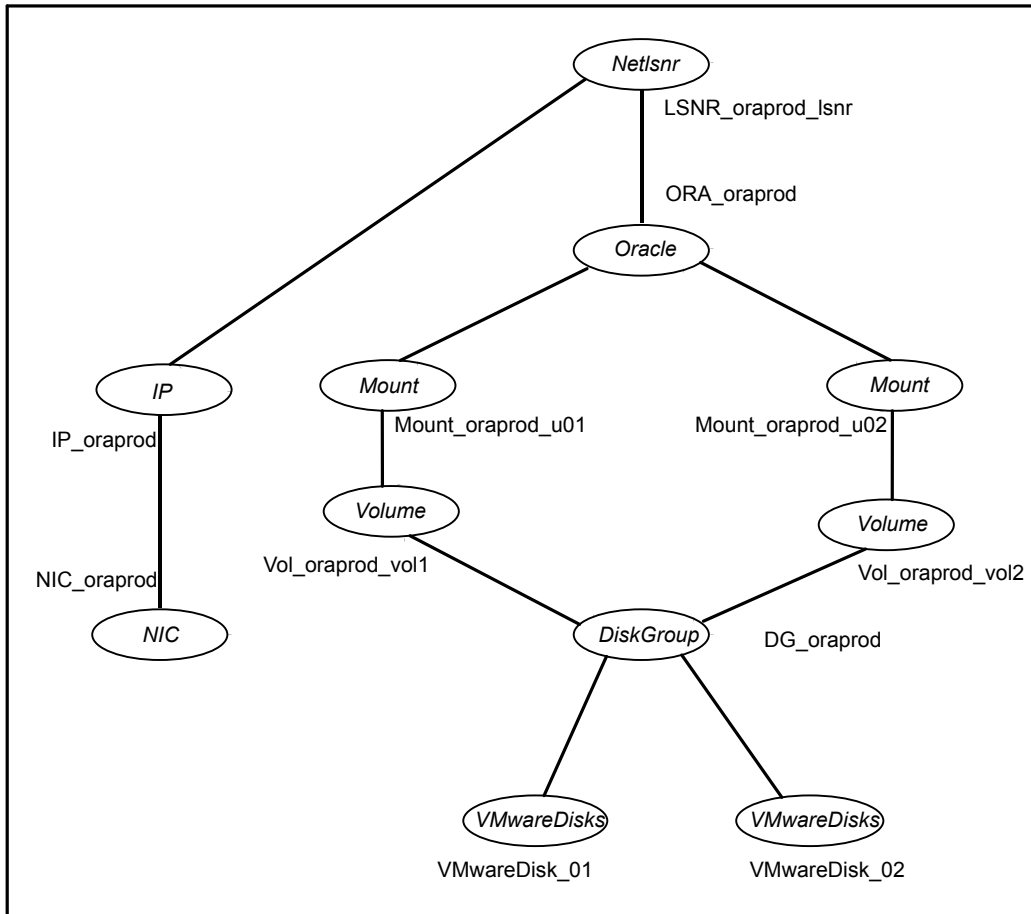 Netlsnr
LSNR_oraprod_lsnr
ORA_oraprod
Oracle
IP
Mount
Mount
IP_oraprod
Mount_oraprod_u01
Mount_oraprod_u02
Volume
Volume
Vol_oraprod_vol1
Vol_oraprod_vol2
NIC_oraprod
NIC
DiskGroup
DG_oraprod
VMwareDisks
VMwareDisks
VMwareDisk_01
VMwareDisk_02